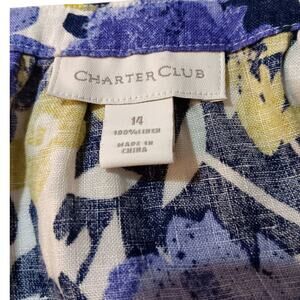 CHARTER CLUB
14
100% LINEN
MADE IN
CHINA